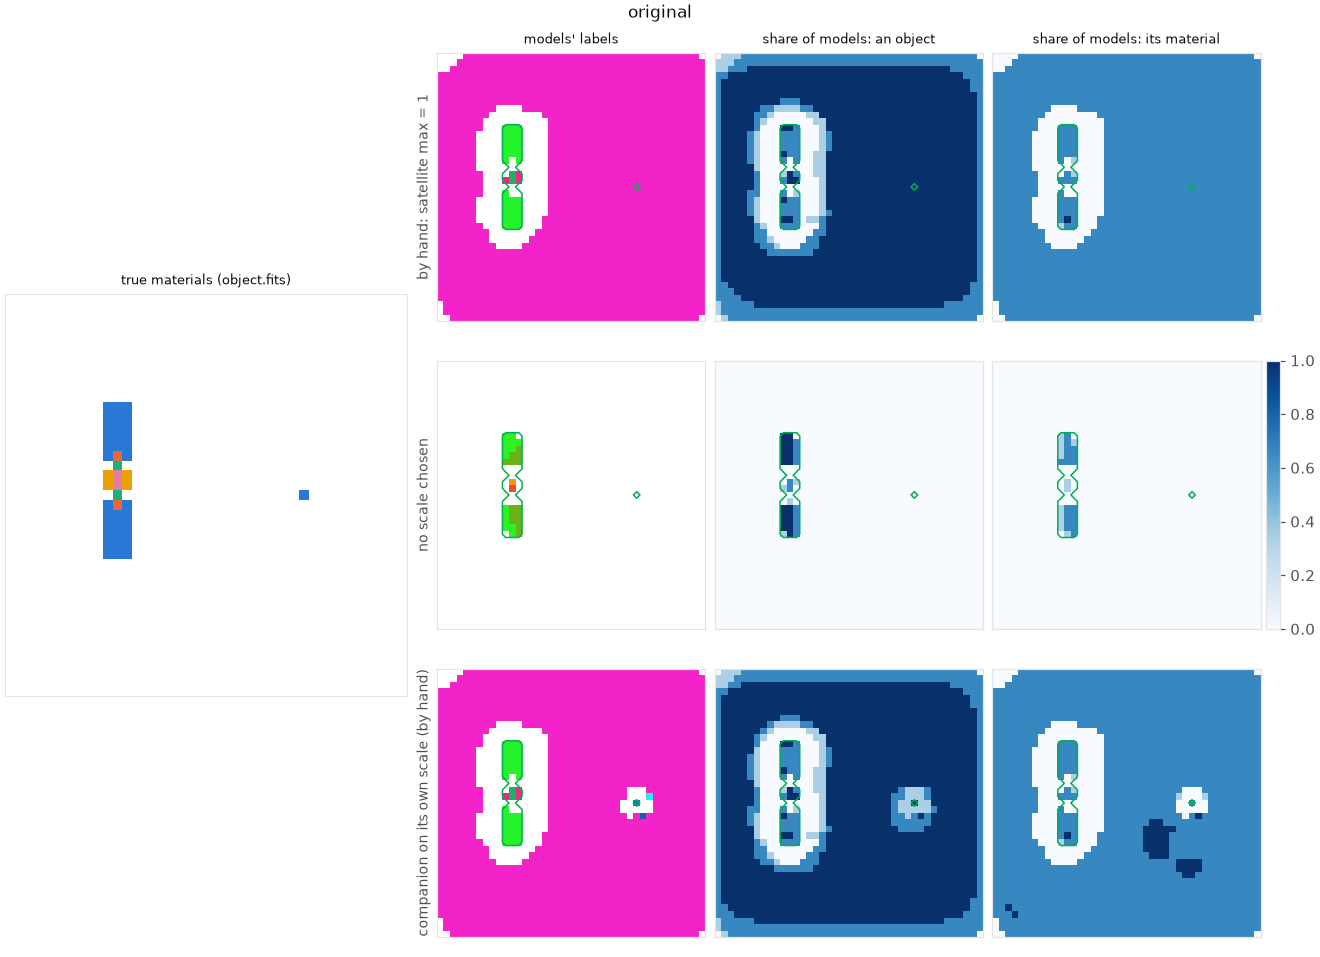 original
models' labels
share of models: an object
share of models: its material
by hand: satellite max = 1
true materials (object.fits)
no scale chosen
1.0
0.8
0.6
0.4
0.2
0.0
companion on its own scale (by hand)